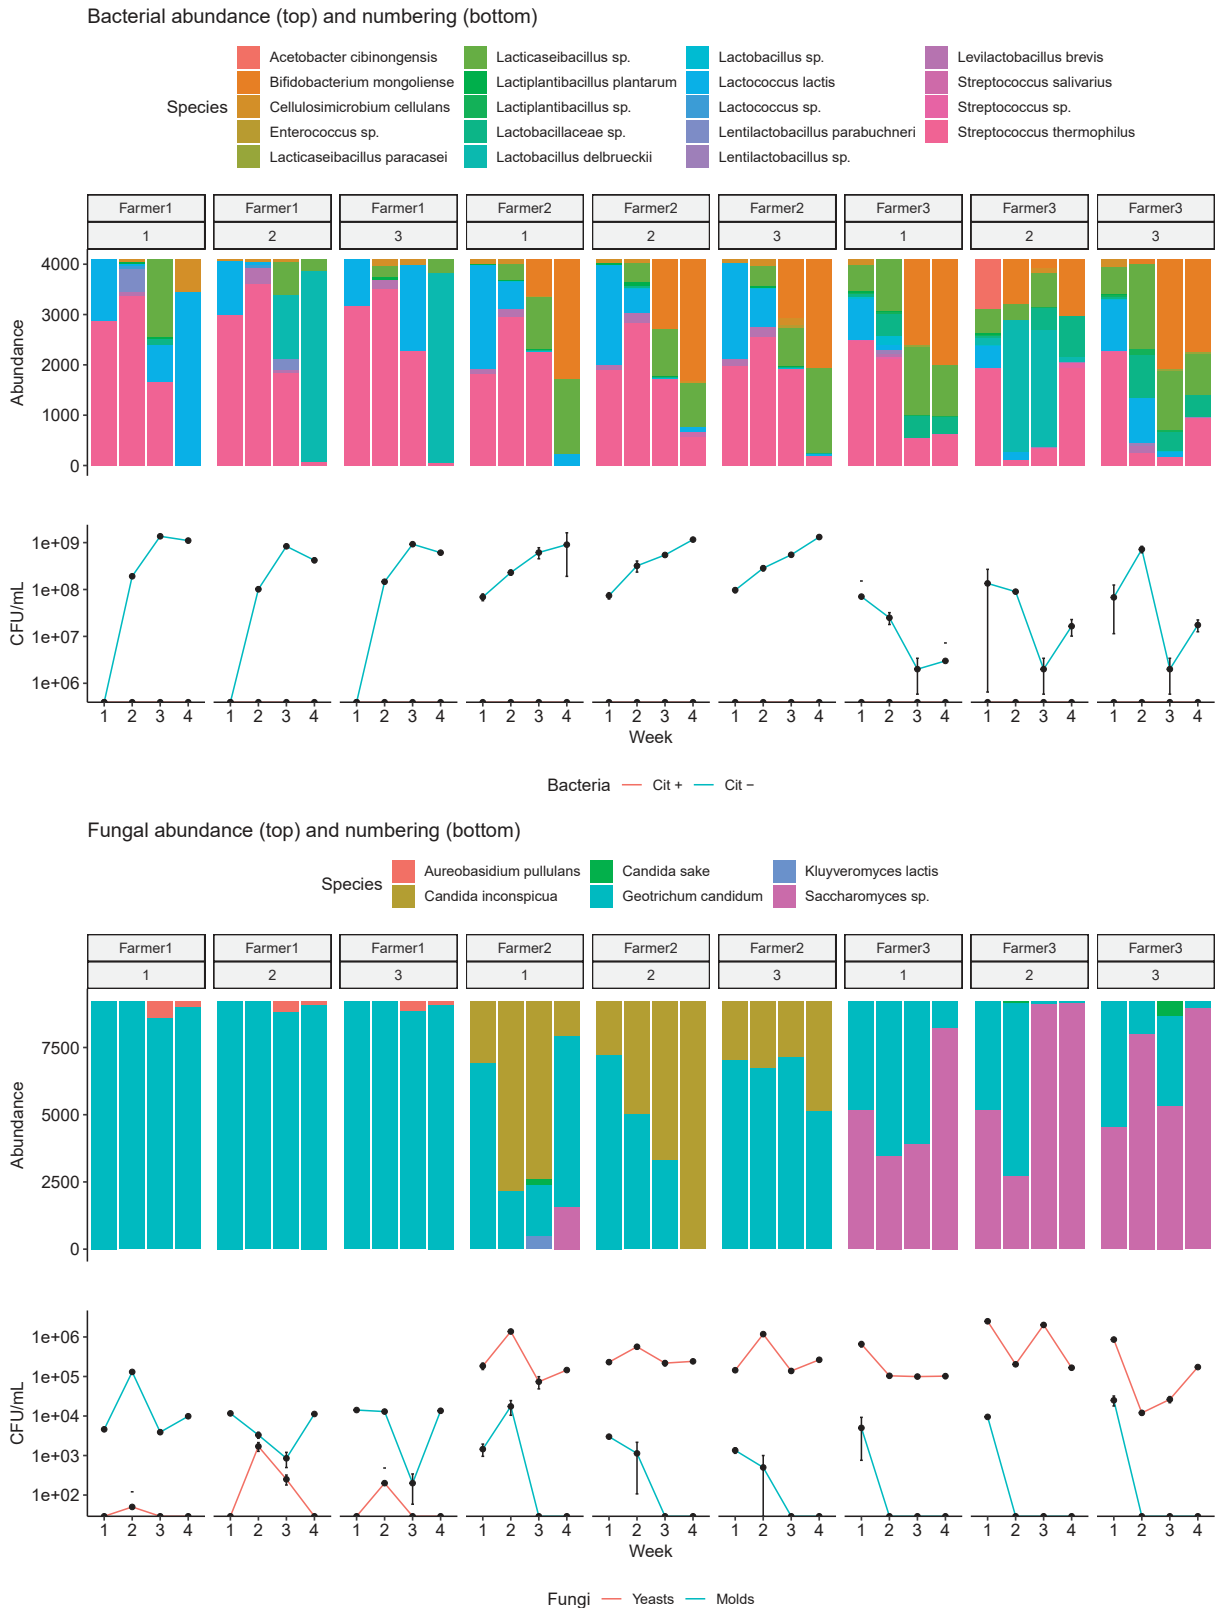 Bacterial abundance (top) and numbering (bottom)
Species
Acetobacter cibinongensis
Bifidobacterium mongoliense
Cellulosimicrobium cellulans
Enterococcus sp.
Lacticaseibacillus paracasei
Lacticaseibacillus sp.
Lactiplantibacillus plantarum
Lactiplantibacillus sp.
Lactobacillaceae sp.
Lactobacillus delbrueckii
Lactobacillus sp.
Lactococcus lactis
Lactococcus sp.
Lentilactobacillus parabuchneri
Lentilactobacillus sp.
Levilactobacillus brevis
Streptococcus salivarius
Streptococcus sp.
Streptococcus thermophilus
Farmer1 Farmer1 Farmer1 Farmer2 Farmer2 Farmer2 Farmer3 Farmer3 Farmer3
1 2 3 1 2 3 1 2 3
Abundance
4000
3000
2000
1000
0
CFU/mL
1e+09
1e+08
1e+07
1e+06
1 2 3 4 1 2 3 4 1 2 3 4 1 2 3 4 1 2 3 4 1 2 3 4 1 2 3 4 1 2 3 4 1 2 3 4
Week
Bacteria Cit + Cit −
Fungal abundance (top) and numbering (bottom)
Species
Aureobasidium pullulans
Candida inconspicua
Candida sake
Geotrichum candidum
Kluyveromyces lactis
Saccharomyces sp.
Farmer1 Farmer1 Farmer1 Farmer2 Farmer2 Farmer2 Farmer3 Farmer3 Farmer3
1 2 3 1 2 3 1 2 3
Abundance
7500
5000
2500
0
CFU/mL
1e+06
1e+05
1e+04
1e+03
1e+02
1 2 3 4 1 2 3 4 1 2 3 4 1 2 3 4 1 2 3 4 1 2 3 4 1 2 3 4 1 2 3 4 1 2 3 4
Week
Fungi Yeasts Molds